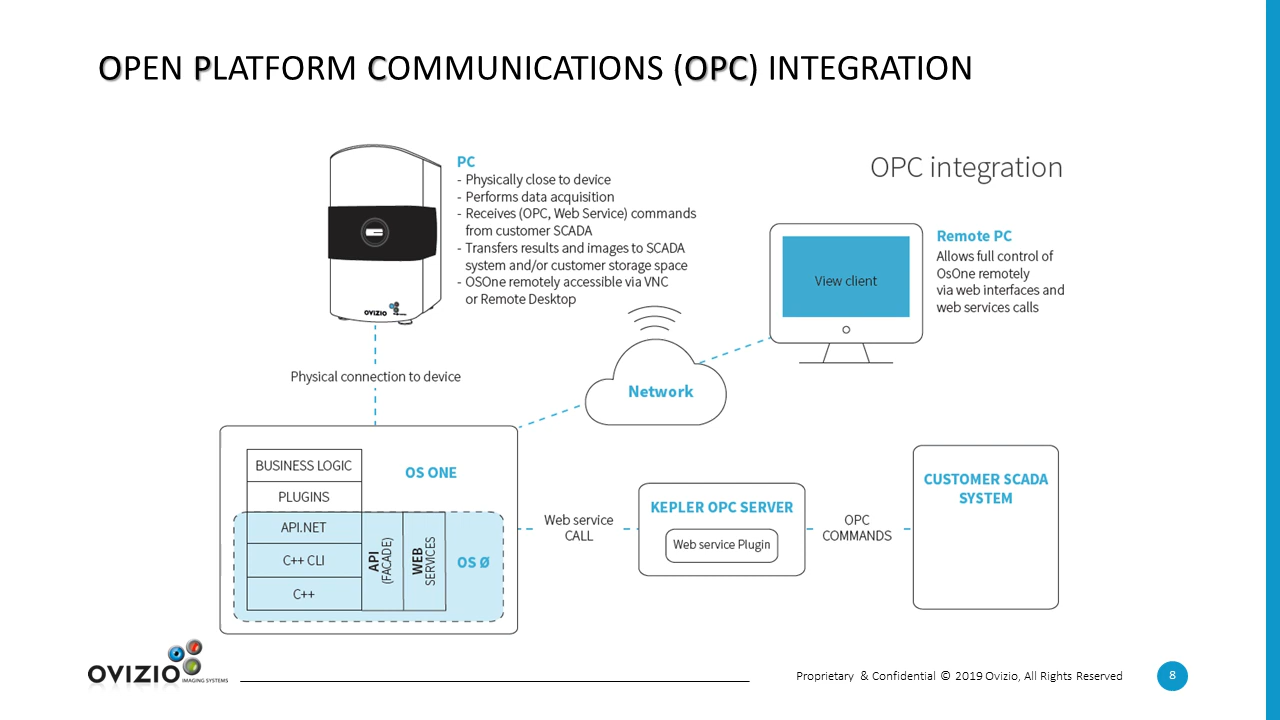 OPEN PLATFORM COMMUNICATIONS (OPC) INTEGRATION
OPC integration
PC
- Physically close to device
- Performs data acquisition
- Receives (OPC, Web Service) commands
from customer SCADA
- Transfers results and images to SCADA
system and/or customer storage space
- OSOne remotely accessible via VNC
or Remote Desktop
OVIZIO
View client
Remote PC
Allows full control of
OsOne remotely
via web interfaces and
web services calls
Physical connection to device
Network
BUSINESS LOGIC
PLUGINS
API.NET
C++ CLI
C++
API
(FACADE)
WEB
SERVICES
OS ONE
OS Ø
Web service
CALL
KEPLER OPC SERVER
Web service Plugin
OPC
COMMANDS
CUSTOMER SCADA
SYSTEM
OVIZIO
IMAGING SYSTEMS
Proprietary & Confidential © 2019 Ovizio, All Rights Reserved
8